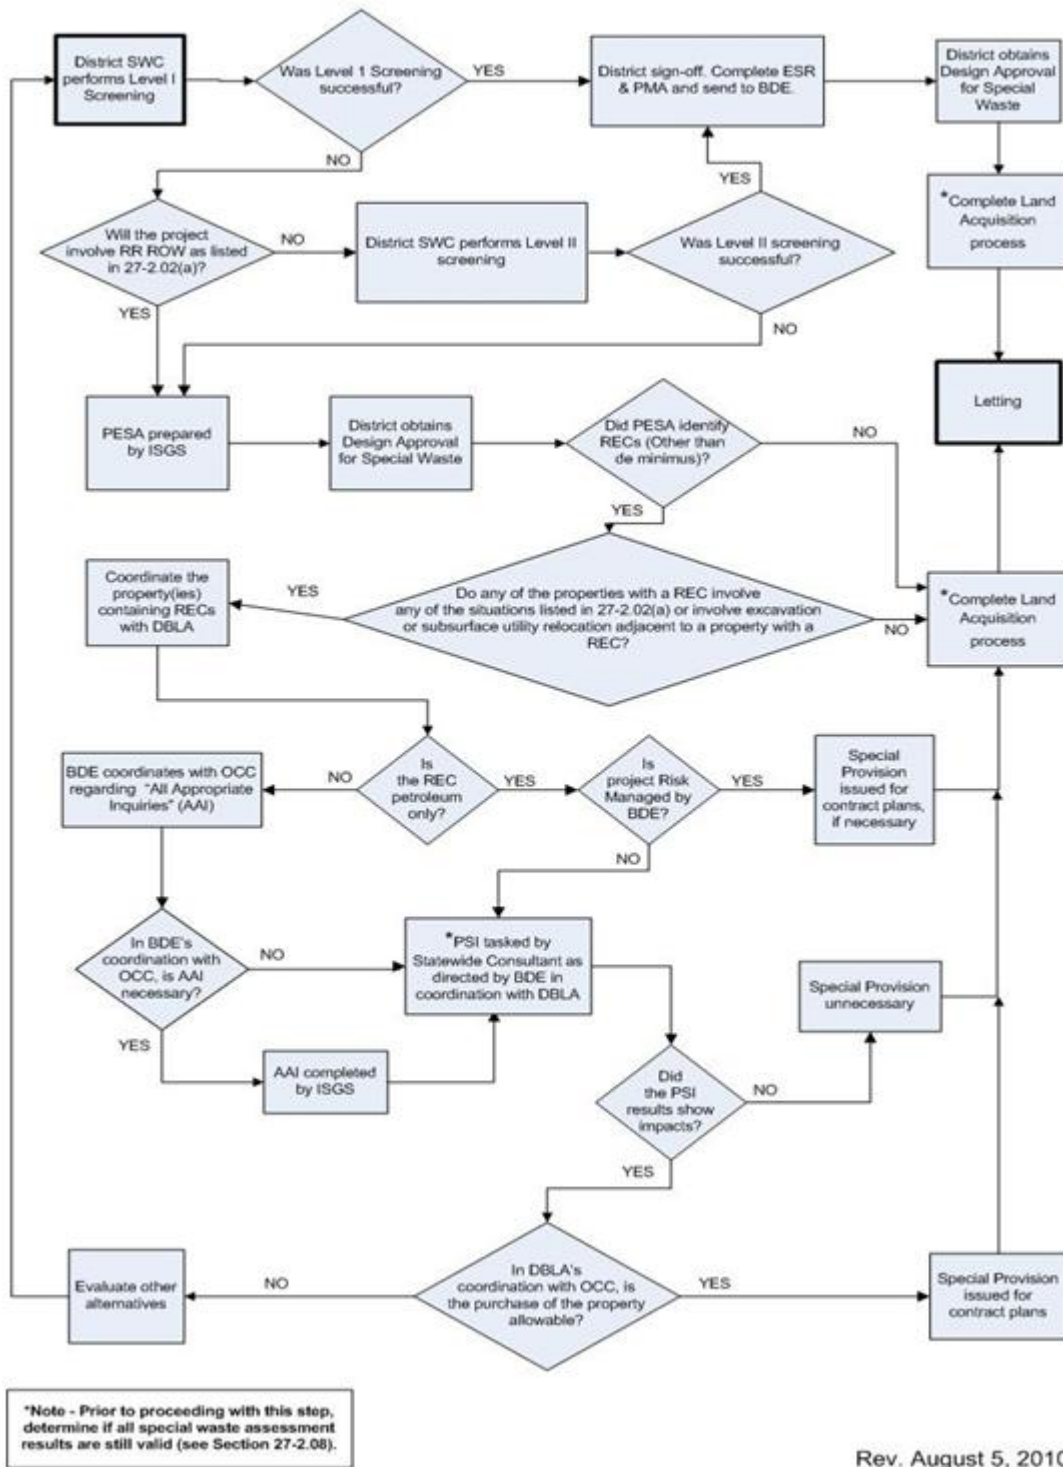 District SWC
performs Level I
Screening
Was Level 1 Screening
successful?
YES
District sign-off. Complete ESR
& PMA and send to BDE.
District obtains
Design Approval
for Special
Waste
NO
YES
*Complete Land
Acquisition
process
Will the project
involve RR ROW as listed
in 27-2.02(a)?
NO
District SWC performs Level II
screening
Was Level II screening
successful?
YES
NO
Letting
PESA prepared
by ISGS
District obtains
Design Approval
for Special Waste
Did PESA identify
RECs (Other than
de minimus)?
NO
YES
Coordinate the
property(ies)
containing RECs
with DBLA
YES
Do any of the properties with a REC involve
any of the situations listed in 27-2.02(a) or involve excavation
or subsurface utility relocation adjacent to a property with a
REC?
NO
*Complete Land
Acquisition
process
BDE coordinates with OCC
regarding "All Appropriate
Inquiries" (AAI)
NO
Is
the REC
petroleum
only?
YES
Is
project Risk
Managed by
BDE?
YES
Special
Provision
issued for
contract plans,
if necessary
NO
In BDE's
coordination with
OCC, is AAI
necessary?
NO
*PSI tasked by
Statewide Consultant as
directed by BDE in
coordination with DBLA
Special Provision
unnecessary
YES
AAI completed
by ISGS
Did
the PSI
results show
impacts?
NO
YES
Evaluate other
alternatives
NO
In DBLA's
coordination with OCC, is
the purchase of the property
allowable?
YES
Special Provision
issued for
contract plans
*Note - Prior to proceeding with this step,
determine if all special waste assessment
results are still valid (see Section 27-2.08).
Rev. August 5, 2010